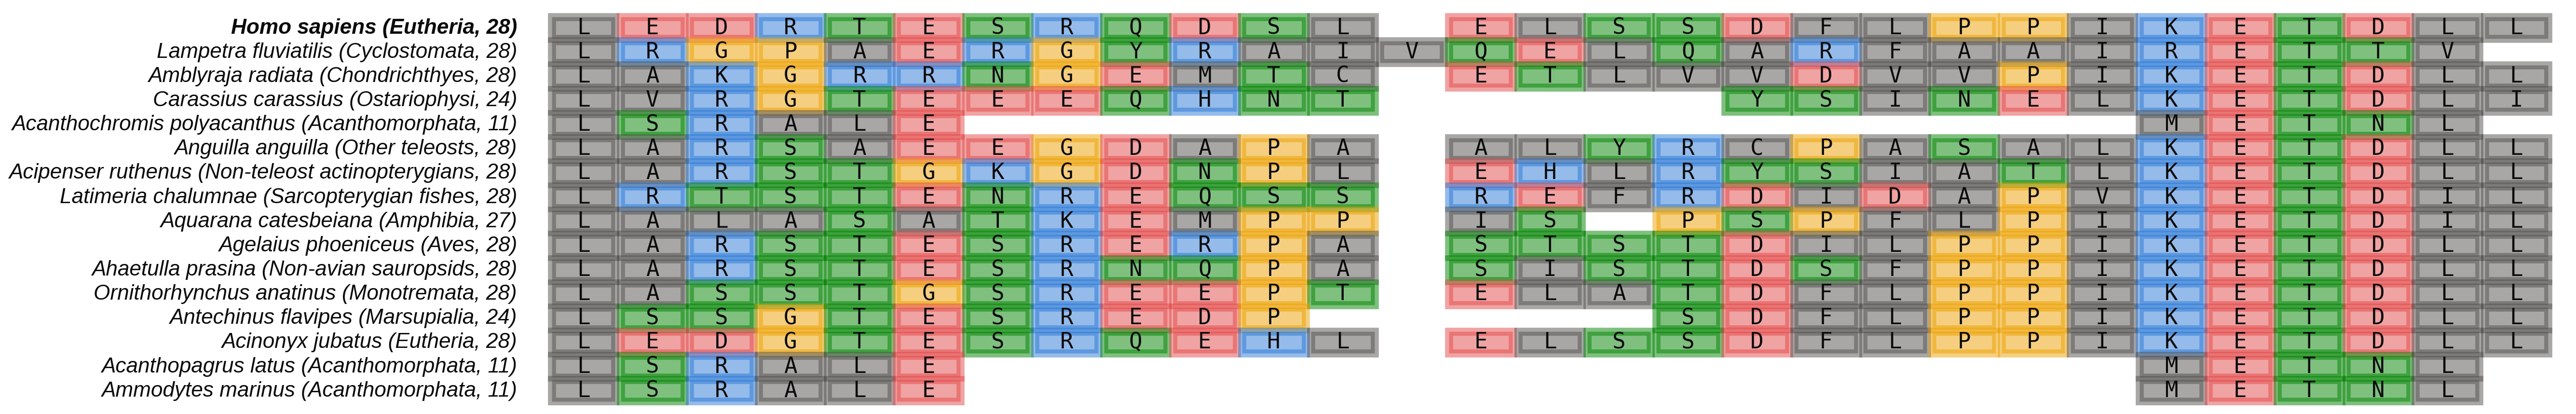 Homo sapiens (Eutheria, 28) L E D R T E S R Q D S L E L S S D F L P P I K E T D L L
Lampetra fluviatilis (Cyclostomata, 28) L R G P A E R G Y R A I V Q E L Q A R F A A I R E T T V
Amblyraja radiata (Chondrichthyes, 28) L A K G R R N G E M T C E T L V V D V V P I K E T D L L
Carassius carassius (Ostariophysi, 24) L V R G T E E E Q H N T Y S I N E L K E T D L I
Acanthochromis polyacanthus (Acanthomorphata, 11) L S R A L E M E T N L
Anguilla anguilla (Other teleosts, 28) L A R S A E E G D A P A A L Y R C P A S A L K E T D L L
Acipenser ruthenus (Non-teleost actinopterygians, 28) L A R S T G K G D N P L E H L R Y S I A T L K E T D L L
Latimeria chalumnae (Sarcopterygian fishes, 28) L R T S T E N R E Q S S R E F R D I D A P V K E T D I L
Aquarana catesbeiana (Amphibia, 27) L A L A S A T K E M P P I S P S P F L P I K E T D I L
Agelaius phoeniceus (Aves, 28) L A R S T E S R E R P A S T S T D I L P P I K E T D L L
Ahaetulla prasina (Non-avian sauropsids, 28) L A R S T E S R N Q P A S I S T D S F P P I K E T D L L
Ornithorhynchus anatinus (Monotremata, 28) L A S S T G S R E E P T E L A T D F L P P I K E T D L L
Antechinus flavipes (Marsupialia, 24) L S S G T E S R E D P S D F L P P I K E T D L L
Acinonyx jubatus (Eutheria, 28) L E D G T E S R Q E H L E L S S D F L P P I K E T D L L
Acanthopagrus latus (Acanthomorphata, 11) L S R A L E M E T N L
Ammodytes marinus (Acanthomorphata, 11) L S R A L E M E T N L